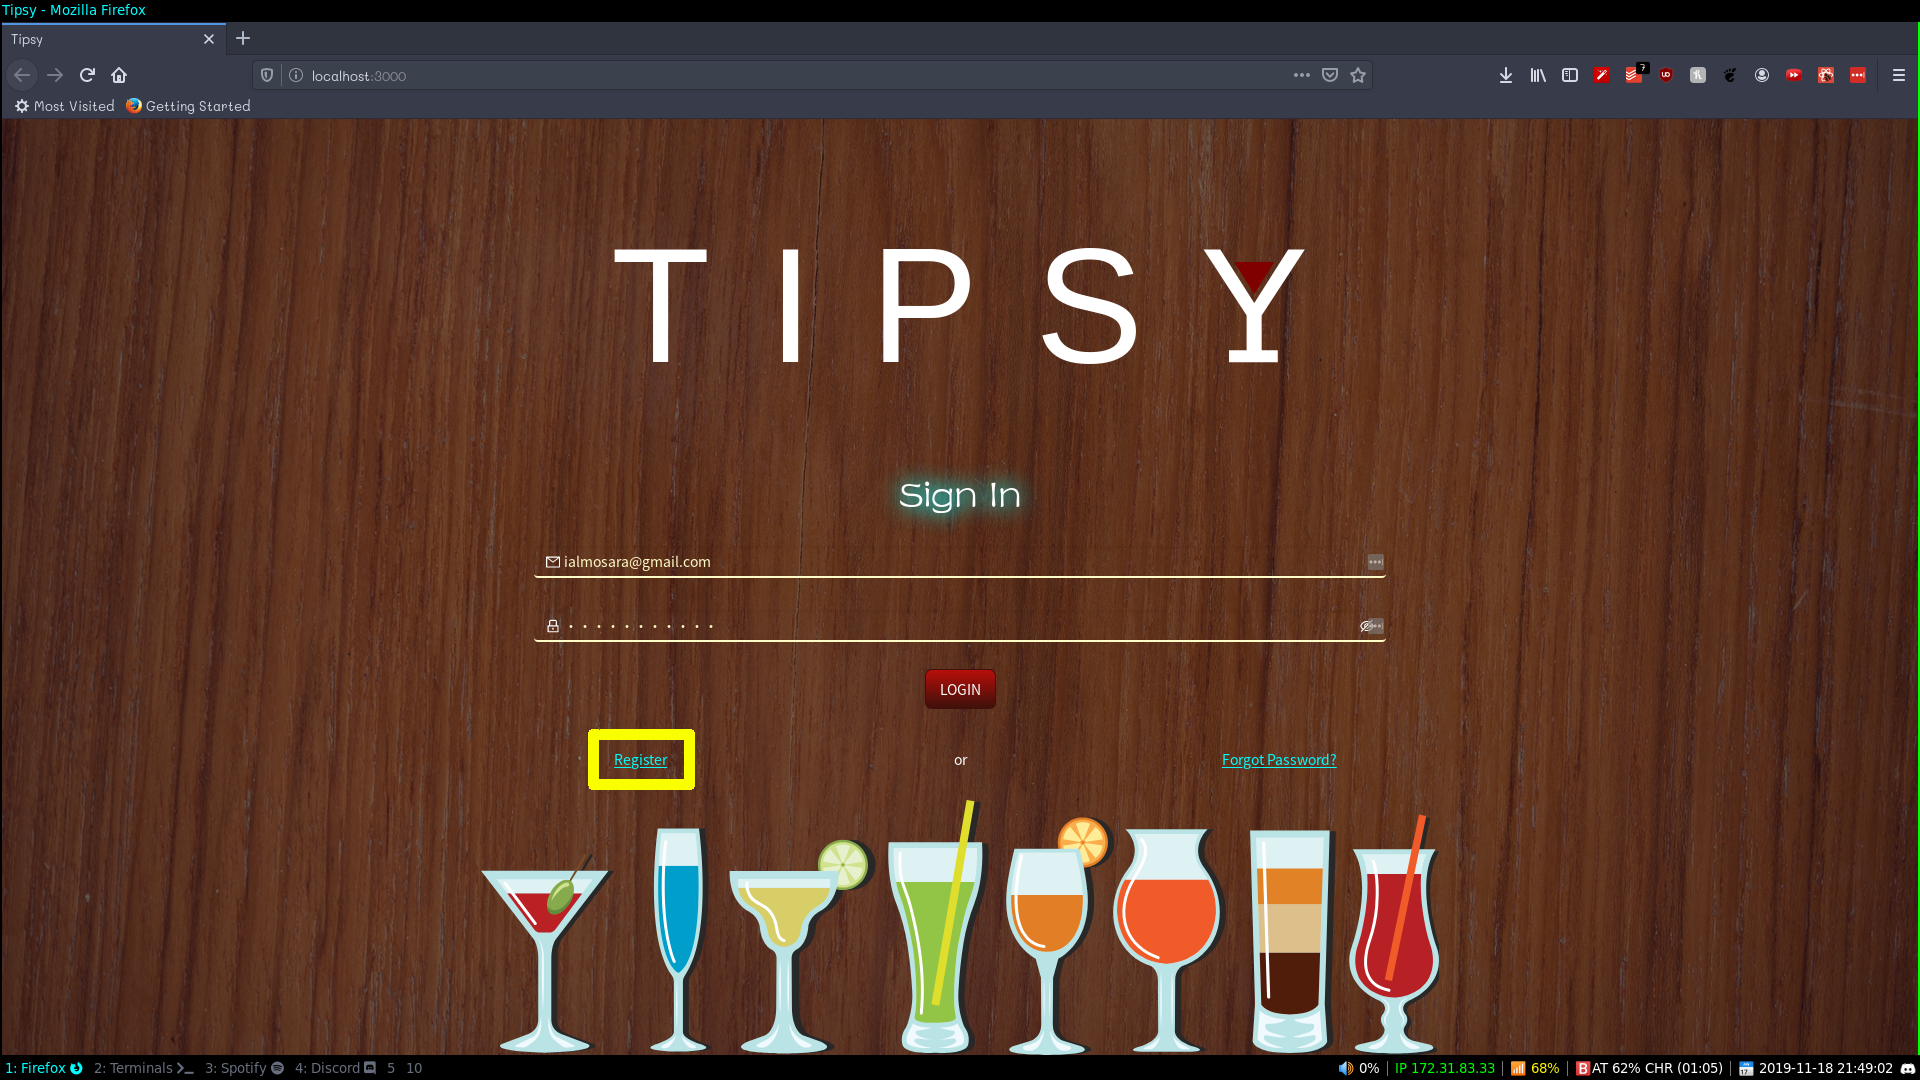 Tipsy - Mozilla Firefox
Tipsy
localhost:3000
7
Most Visited
Getting Started
TIPSY
Sign In
ialmosara@gmail.com
LOGIN
Register
or
Forgot Password?
1: Firefox 2: Terminals 3: Spotify 4: Discord 5 10
0% | IP 172.31.83.33 | 68% | BAT 62% CHR (01:05) | 2019-11-18 21:49:02